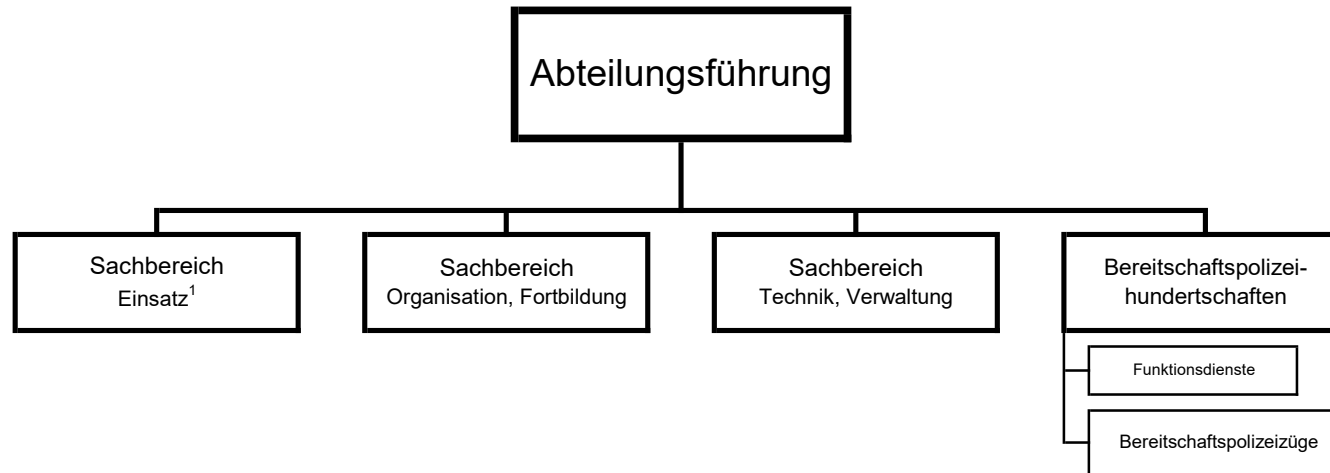 Abteilungsführung
Sachbereich
Einsatz¹
Sachbereich
Organisation, Fortbildung
Sachbereich
Technik, Verwaltung
Bereitschaftspolizei-
hundertschaften
Funktionsdienste
Bereitschaftspolizeizüge